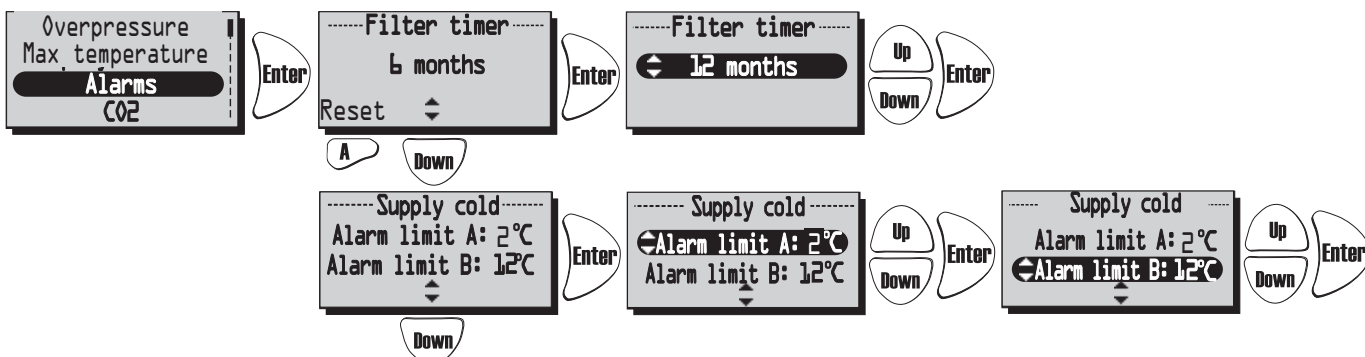 Overpressure
Max temperature
Alarms
CO2
Enter
Filter timer
6 months
Reset
A
Down
Enter
Filter timer
12 months
Up
Down
Enter
Supply cold
Alarm limit A: 2°C
Alarm limit B: 12°C
Down
Enter
Supply cold
Alarm limit A: 2°C
Alarm limit B: 12°C
Up
Down
Enter
Supply cold
Alarm limit A: 2°C
Alarm limit B: 12°C
Up
Down
Enter